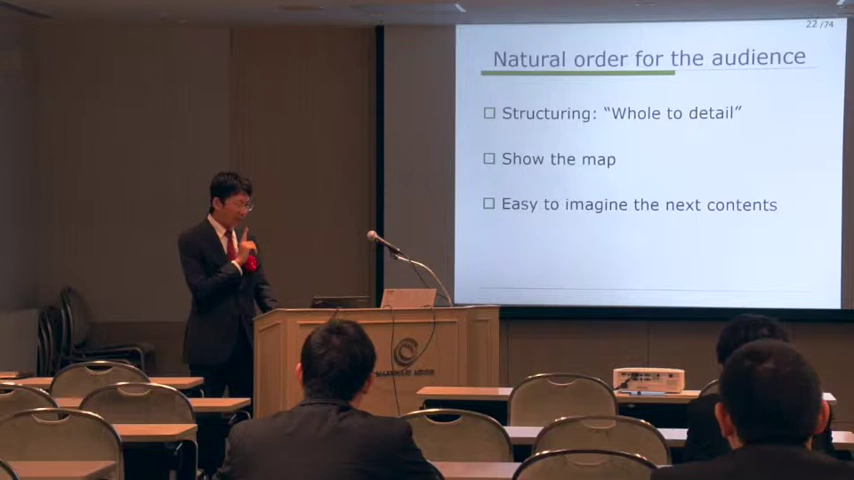 22 /74
Natural order for the audience
Structuring: “Whole to detail”
Show the map
Easy to imagine the next contents